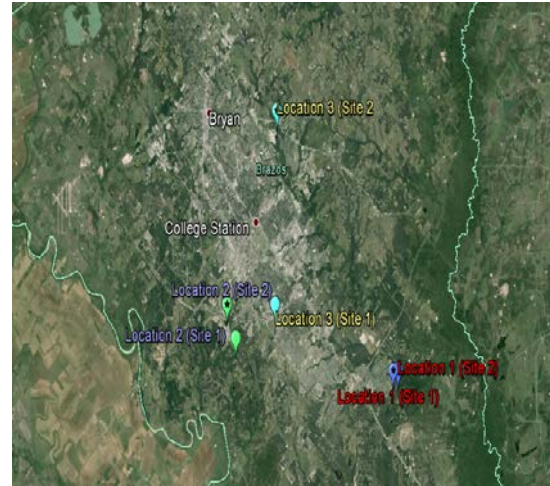 Location 3 (Site 2
Bryan
Brazos
College Station
Location 2 (Site 2)
Location 3 (Site 1)
Location 2 (Site 1)
Location 1 (Site 2)
Location 1 (Site 1)